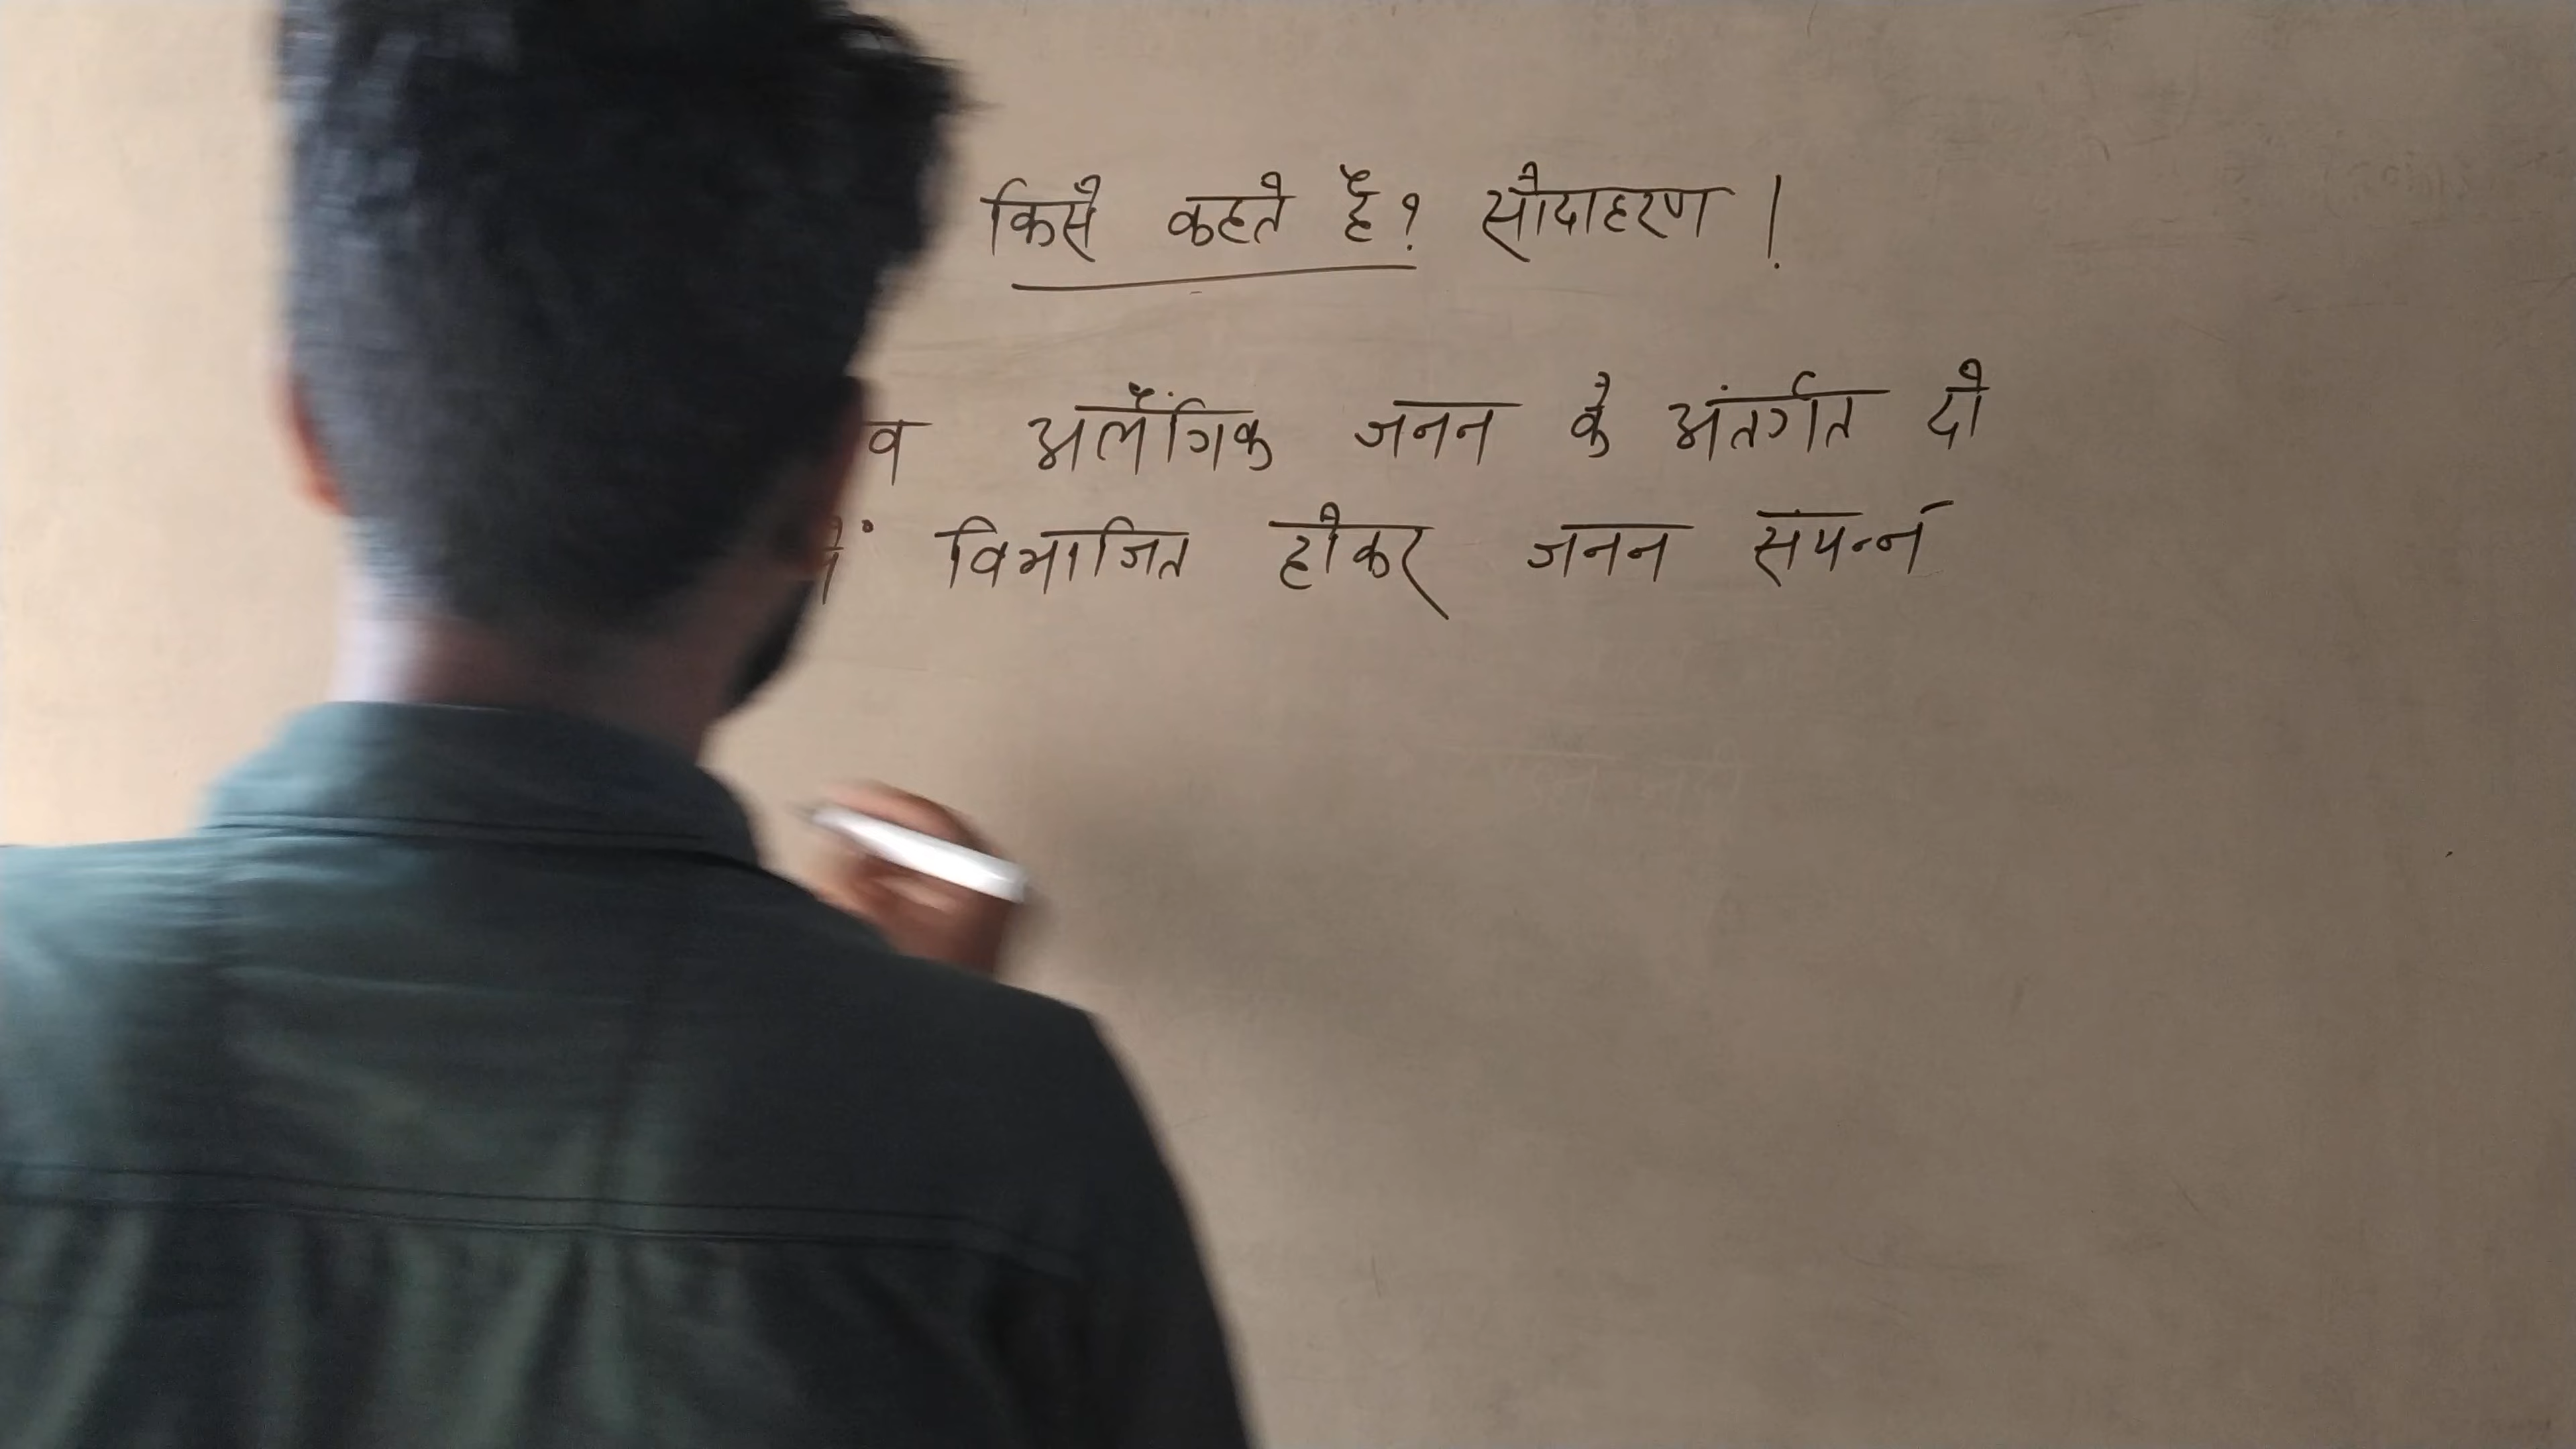 किसे कहते है? सोदाहरण ।
व अलैंगिक जनन के अंतर्गत दो
में विभाजित होकर जनन संपन्न